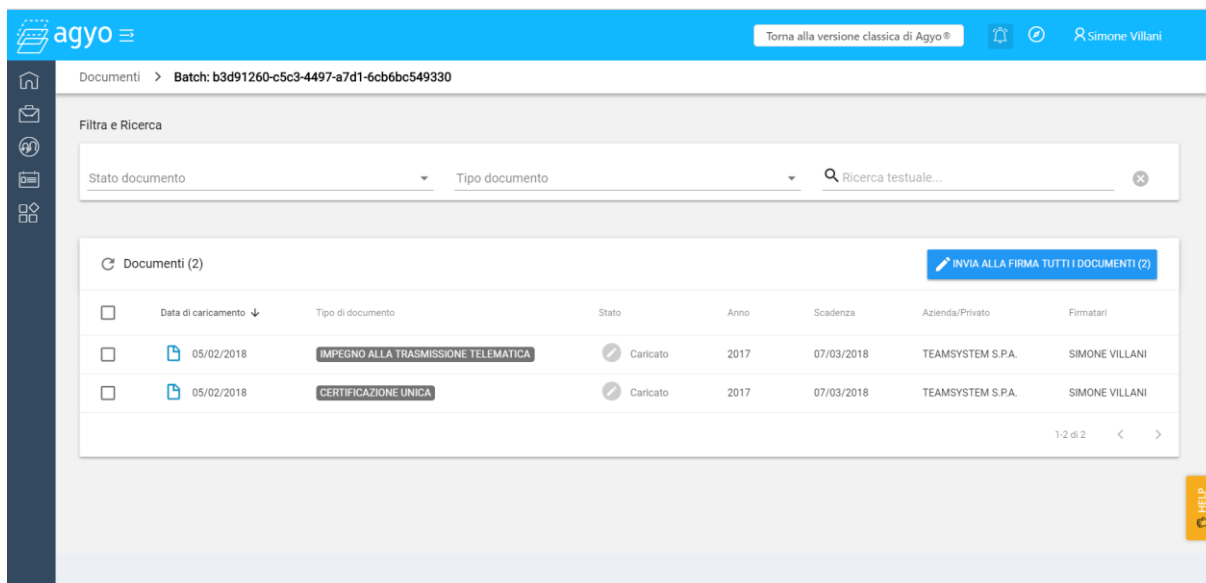 agyo
Torna alla versione classica di Agyo®
Simone Villani
Documenti > Batch: b3d91260-c5c3-4497-a7d1-6cb6bc549330
Filtra e Ricerca
Stato documento
Tipo documento
Ricerca testuale...
Documenti (2)
INVIA ALLA FIRMA TUTTI I DOCUMENTI (2)
Data di caricamento Tipo di documento Stato Anno Scadenza Azienda/Privato Firmatari
05/02/2018 IMPEGNO ALLA TRASMISSIONE TELEMATICA Caricato 2017 07/03/2018 TEAMSYSTEM S.P.A. SIMONE VILLANI
05/02/2018 CERTIFICAZIONE UNICA Caricato 2017 07/03/2018 TEAMSYSTEM S.P.A. SIMONE VILLANI
1-2 di 2
HELP